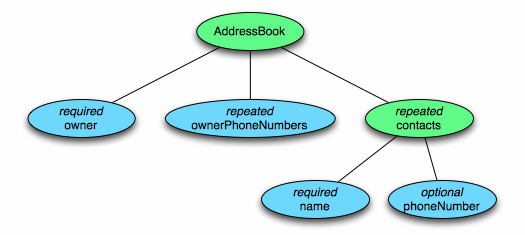 AddressBook
required
owner
repeated
ownerPhoneNumbers
repeated
contacts
required
name
optional
phoneNumber